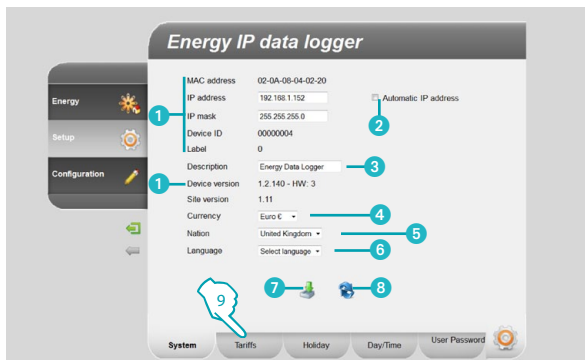 Energy IP data logger
MAC address 02-0A-08-04-02-20
Energy IP address 192.168.1.152 Automatic IP address
1 IP mask 255.255.255.0 2
Setup Device ID 00000004
Label 0
Description Energy Data Logger 3
Configuration
1 Device version 1.2.140 - HW: 3
Site version 1.11
Currency Euro € 4
Nation United Kingdom 5
Language Select language 6
7 8
9
System Tariffs Holiday Day/Time User Password